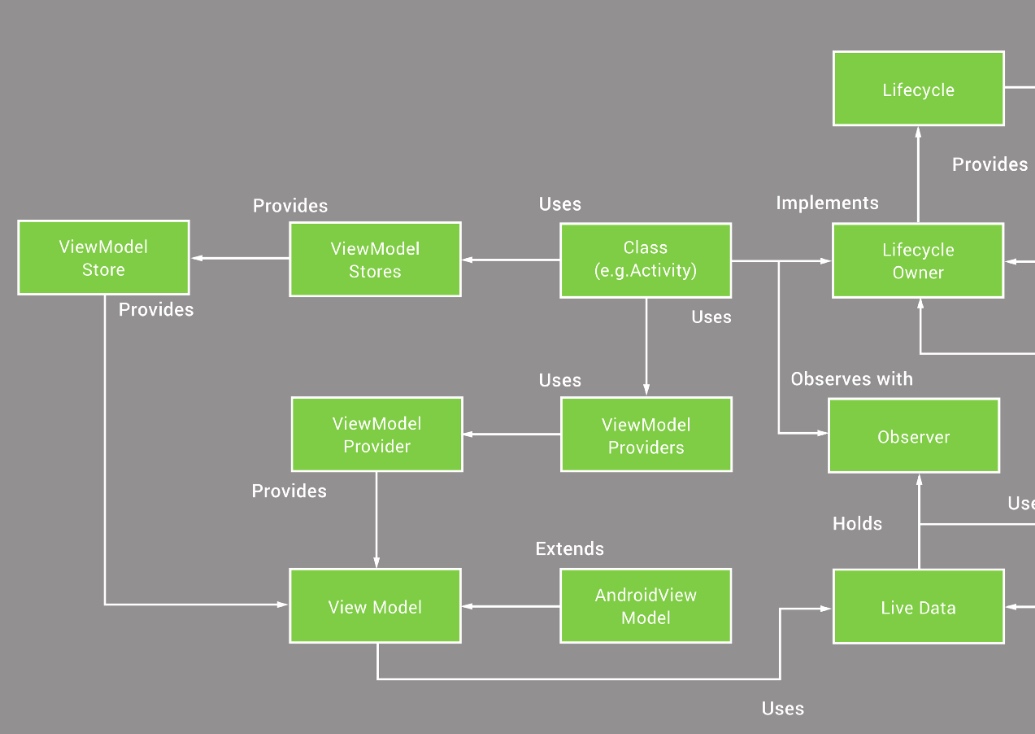 Lifecycle
Provides
Provides
Uses
Implements
ViewModel
Store
ViewModel
Stores
Class
(e.g.Activity)
Lifecycle
Owner
Provides
Uses
Uses
Observes with
ViewModel
Provider
ViewModel
Providers
Observer
Provides
Holds
Use
Extends
View Model
AndroidView
Model
Live Data
Uses